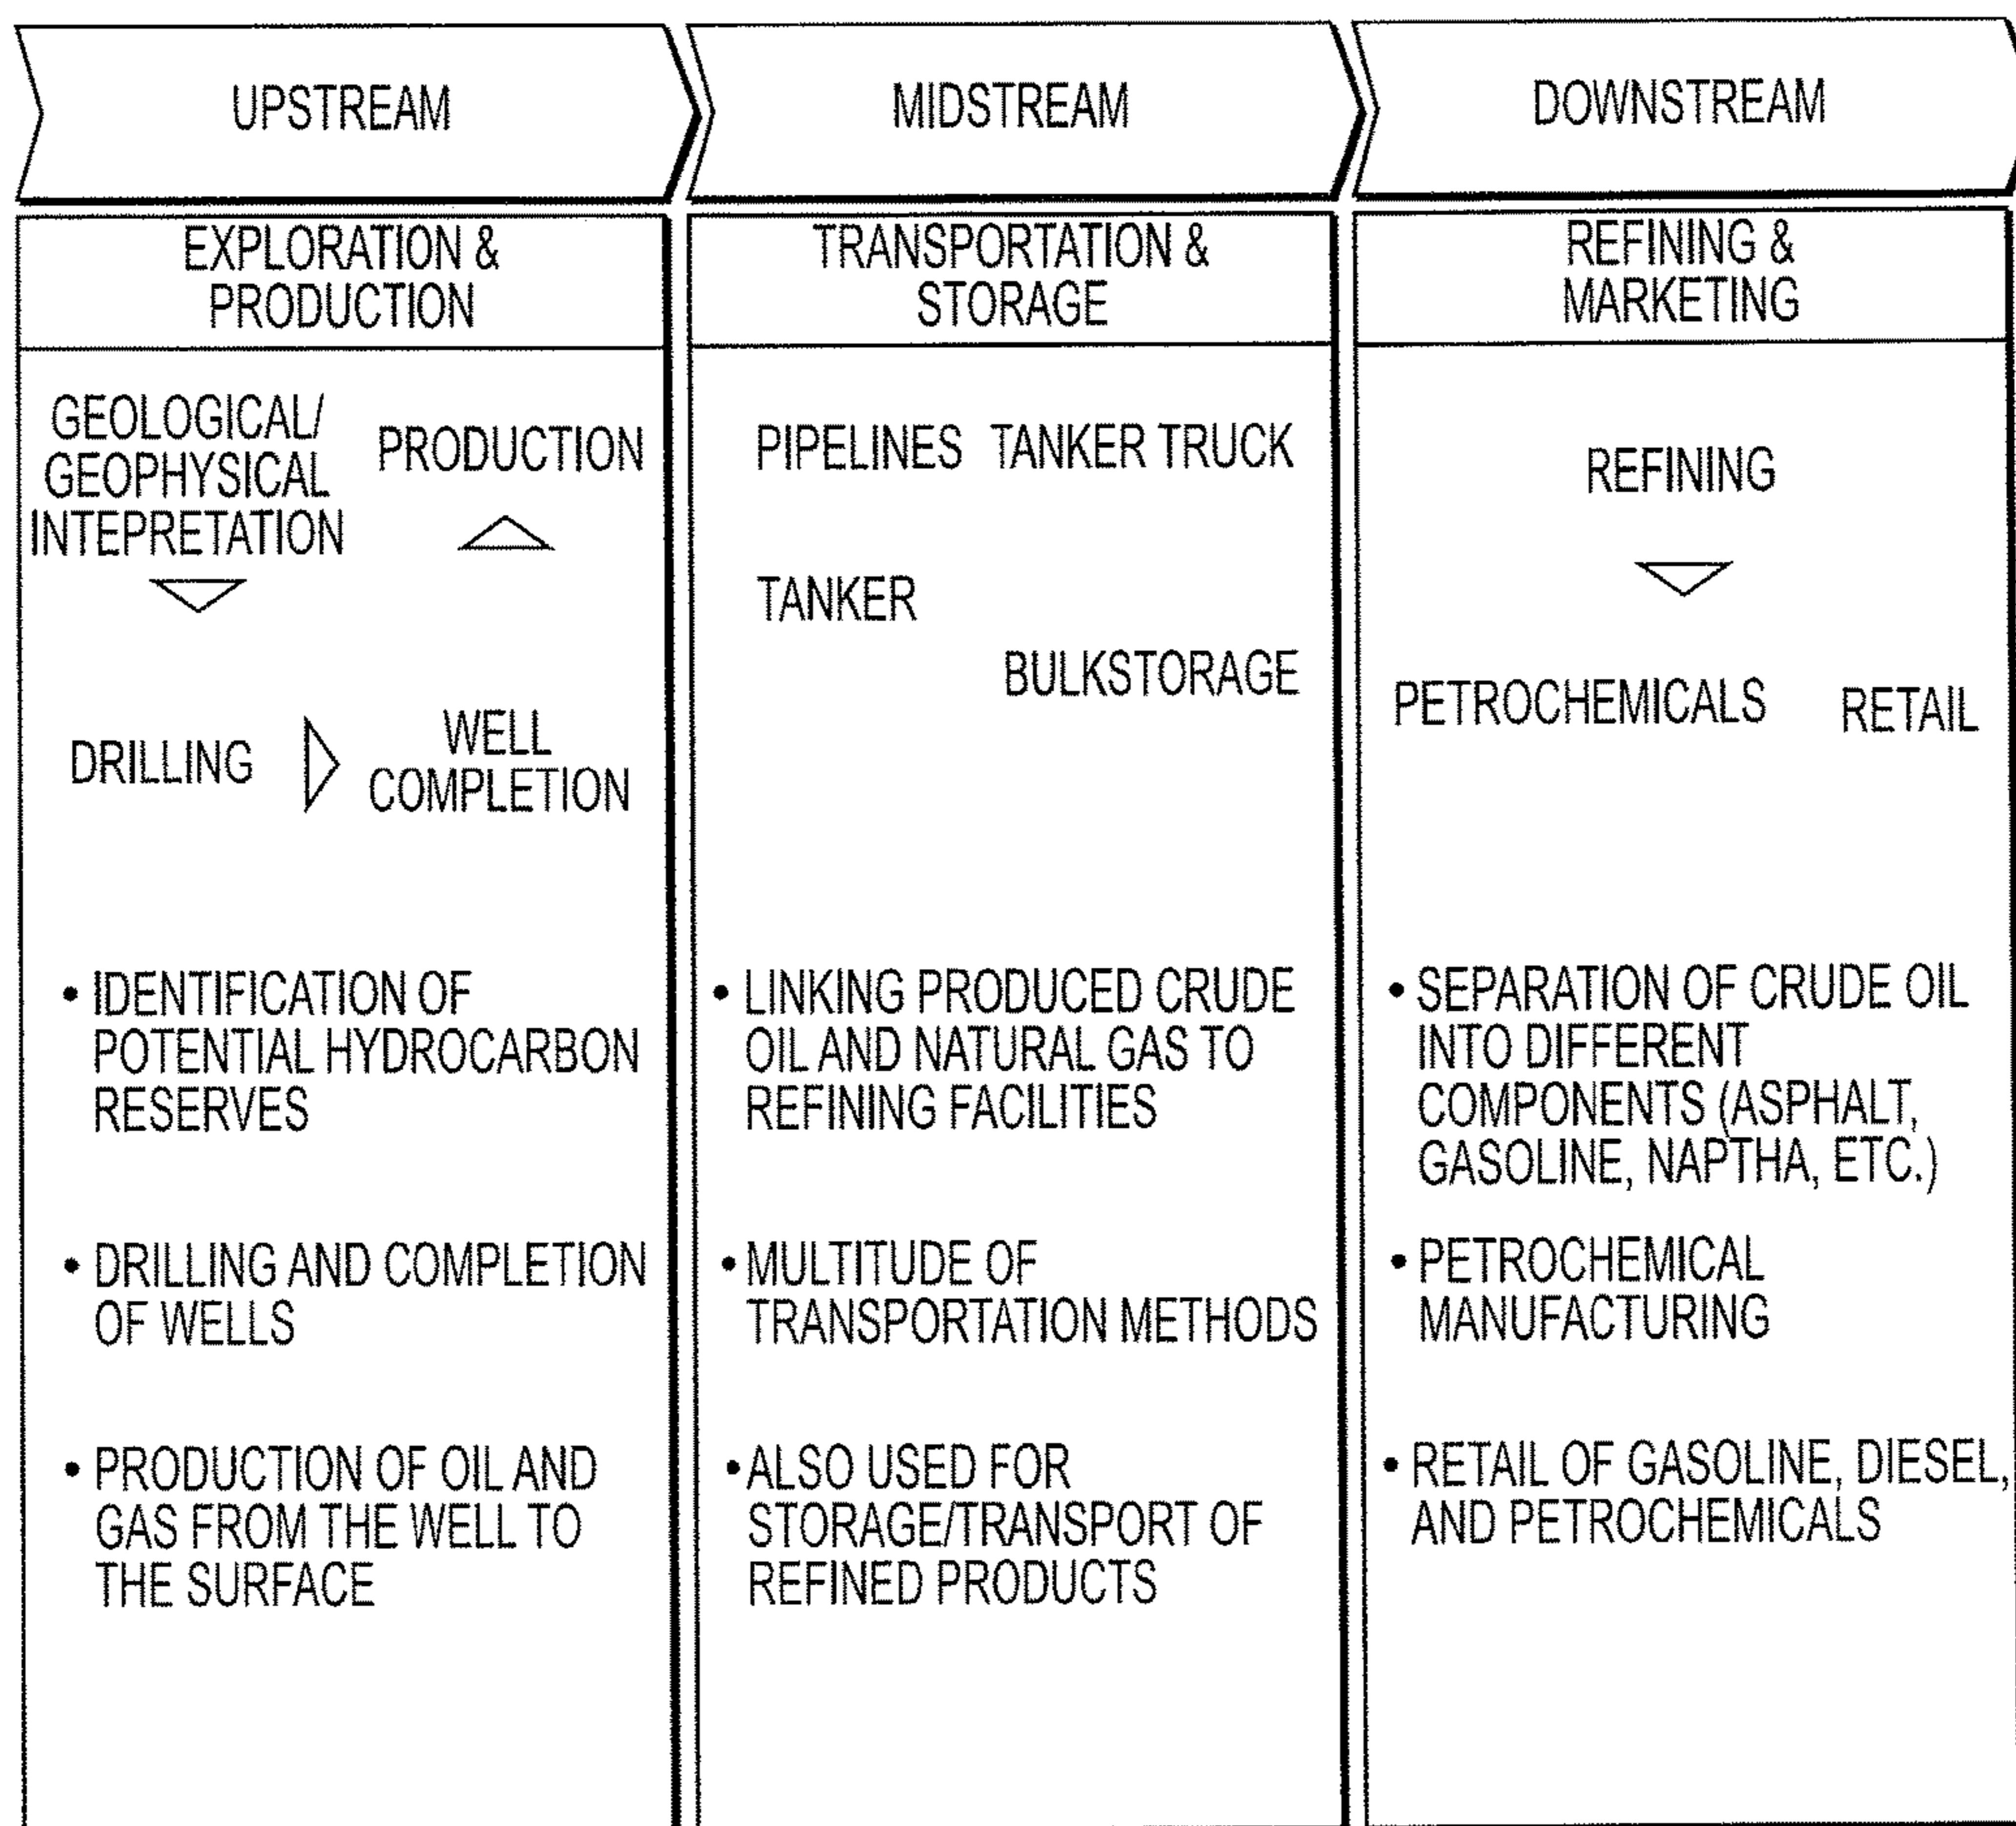 UPSTREAM
MIDSTREAM
DOWNSTREAM
EXPLORATION &
PRODUCTION
GEOLOGICAL/
GEOPHYSICAL
INTEPRETATION
PRODUCTION
DRILLING
WELL
COMPLETION
• IDENTIFICATION OF
POTENTIAL HYDROCARBON
RESERVES
• DRILLING AND COMPLETION
OF WELLS
• PRODUCTION OF OIL AND
GAS FROM THE WELL TO
THE SURFACE
TRANSPORTATION &
STORAGE
PIPELINES TANKER TRUCK
TANKER
BULKSTORAGE
• LINKING PRODUCED CRUDE
OIL AND NATURAL GAS TO
REFINING FACILITIES
• MULTITUDE OF
TRANSPORTATION METHODS
• ALSO USED FOR
STORAGE/TRANSPORT OF
REFINED PRODUCTS
REFINING &
MARKETING
REFINING
PETROCHEMICALS RETAIL
• SEPARATION OF CRUDE OIL
INTO DIFFERENT
COMPONENTS (ASPHALT,
GASOLINE, NAPTHA, ETC.)
• PETROCHEMICAL
MANUFACTURING
• RETAIL OF GASOLINE, DIESEL,
AND PETROCHEMICALS